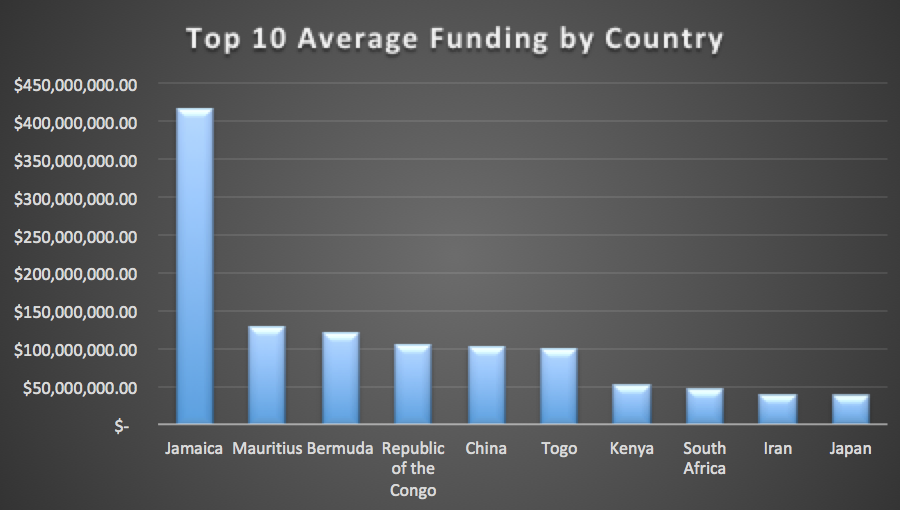 Top 10 Average Funding by Country
$450,000,000.00
$400,000,000.00
$350,000,000.00
$300,000,000.00
$250,000,000.00
$200,000,000.00
$150,000,000.00
$100,000,000.00
$50,000,000.00
$-
Jamaica Mauritius Bermuda Republic China Togo Kenya South Iran Japan
of the Africa
Congo